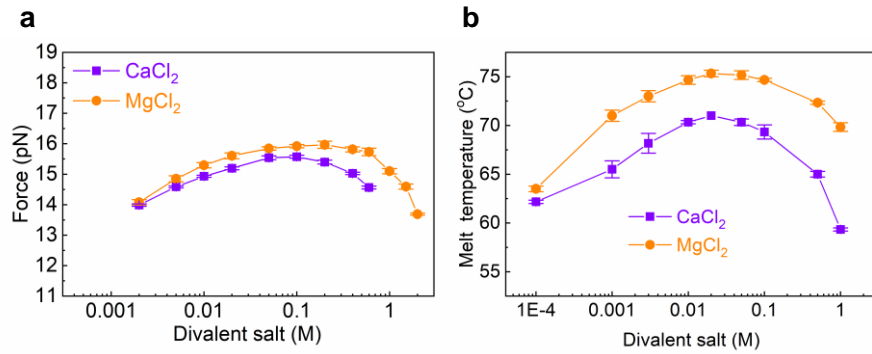 a
19
18
17
16
15
14
13
12
11
Force (pN)
CaCl₂
MgCl₂
0.001
0.01
0.1
1
Divalent salt (M)
b
75
70
65
60
55
Melt temperature (°C)
CaCl₂
MgCl₂
1E-4
0.001
0.01
0.1
1
Divalent salt (M)